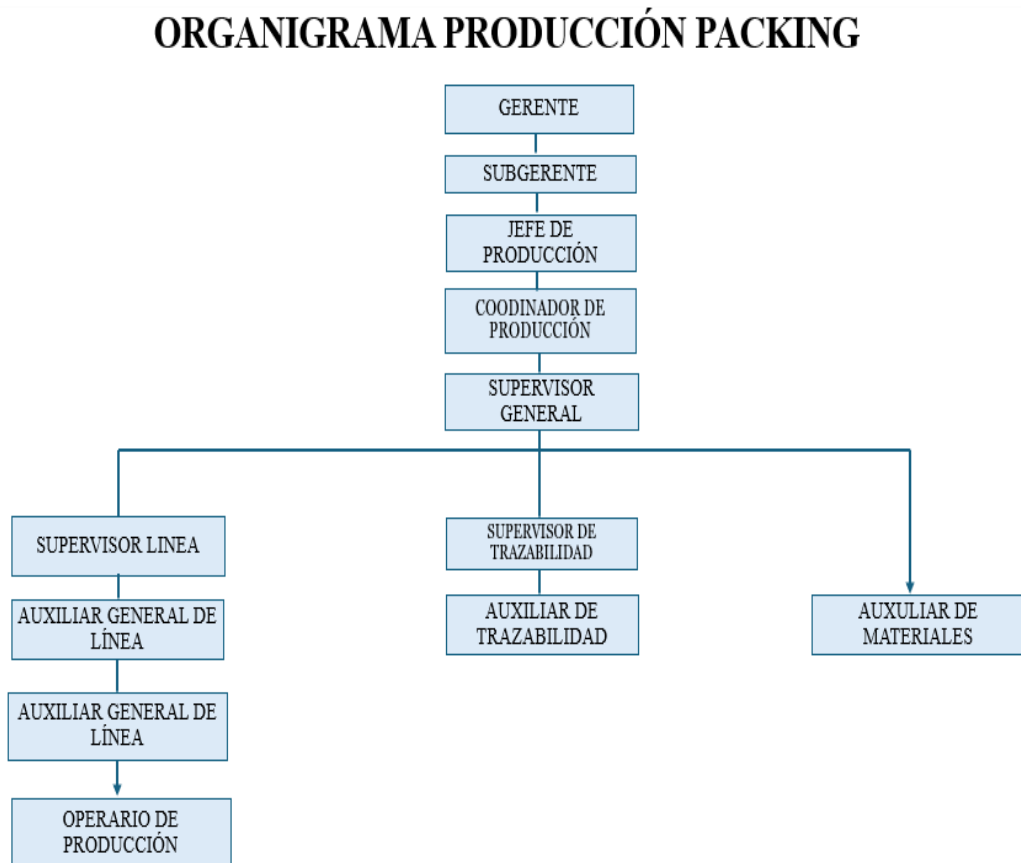 ORGANIGRAMA PRODUCCIÓN PACKING
GERENTE
SUBGERENTE
JEFE DE
PRODUCCIÓN
COODINADOR DE
PRODUCCIÓN
SUPERVISOR
GENERAL
SUPERVISOR LINEA
SUPERVISOR DE
TRAZABILIDAD
AUXILIAR GENERAL DE
LÍNEA
AUXILIAR DE
TRAZABILIDAD
AUXULIAR DE
MATERIALES
AUXILIAR GENERAL DE
LÍNEA
OPERARIO DE
PRODUCCIÓN